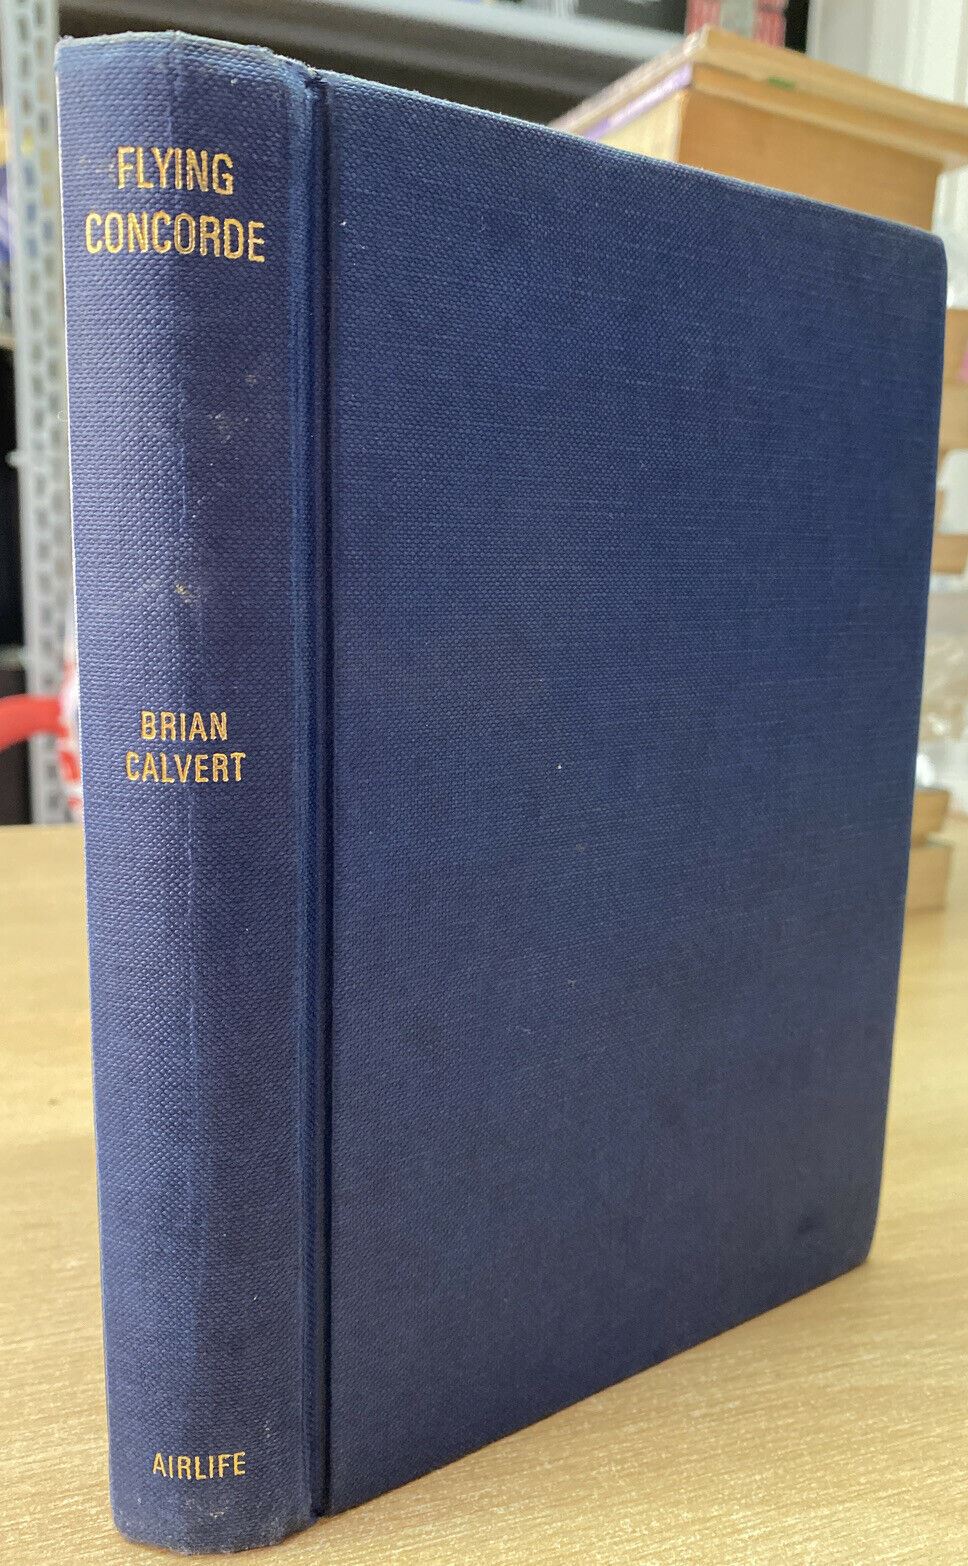 FLYING
CONCORDE
BRIAN
CALVERT
AIRLIFE